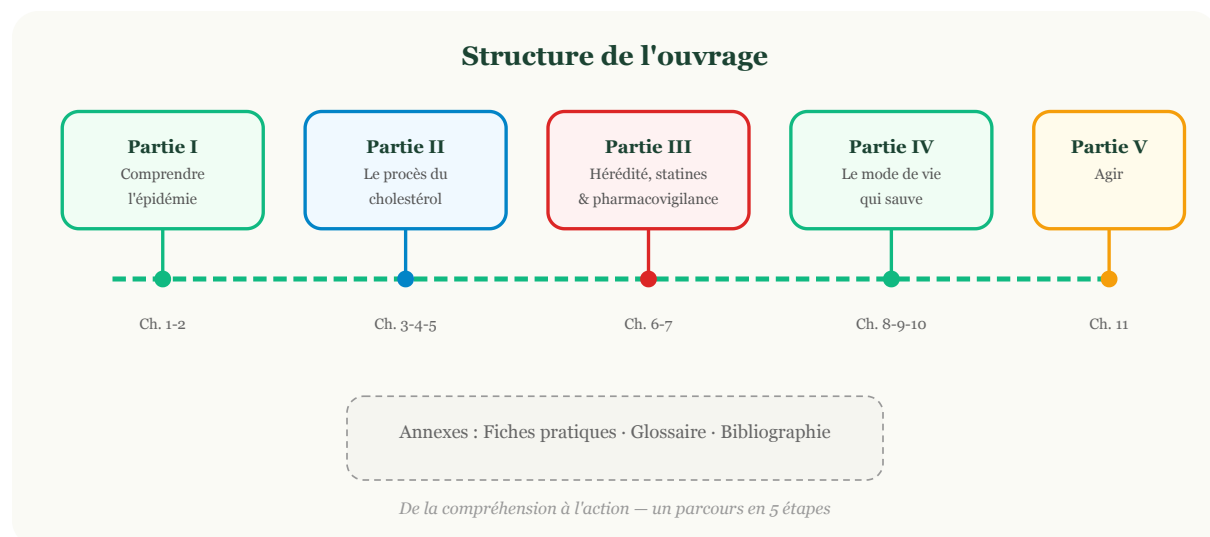 Structure de l'ouvrage
Partie I
Comprendre
l'épidémie
Partie II
Le procès du
cholestérol
Partie III
Hérédité, statines
& pharmacovigilance
Partie IV
Le mode de vie
qui sauve
Partie V
Agir
Ch. 1-2
Ch. 3-4-5
Ch. 6-7
Ch. 8-9-10
Ch. 11
Annexes : Fiches pratiques · Glossaire · Bibliographie
De la compréhension à l'action — un parcours en 5 étapes